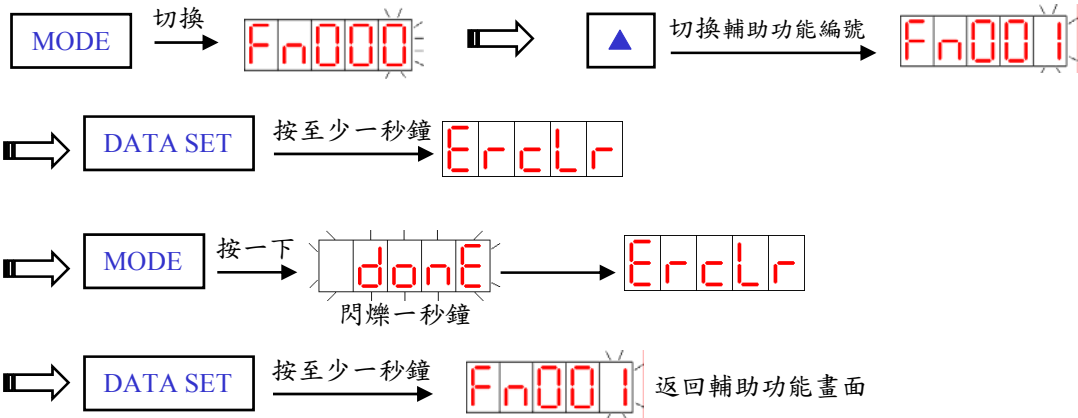 MODE 切換 Fn000 ▲ 切換輔助功能編號 Fn001
DATA SET 按至少一秒鐘 ErcLr
MODE 按一下 donE ErcLr
閃爍一秒鐘
DATA SET 按至少一秒鐘 Fn001 返回輔助功能畫面